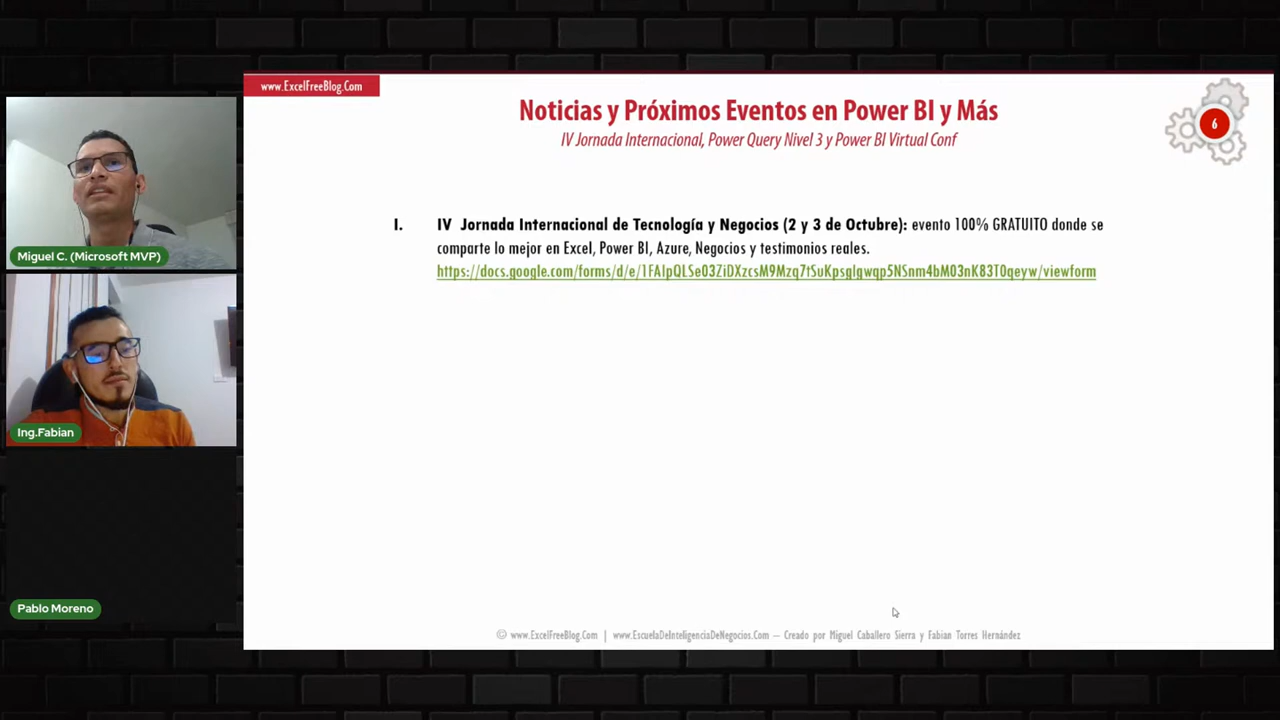 www.ExcelFreeBlog.Com
Noticias y Próximos Eventos en Power BI y Más
IV Jornada Internacional, Power Query Nivel 3 y Power BI Virtual Conf
6
I. IV Jornada Internacional de Tecnología y Negocios (2 y 3 de Octubre): evento 100% GRATUITO donde se
comparte lo mejor en Excel, Power BI, Azure, Negocios y testimonios reales.
https://docs.google.com/forms/d/e/1FAIpQLSe03ZiDXzcsM9Mzq7tSuKpsglgwqp5NSnm4bM03nK83T0qeyw/viewform
Miguel C. (Microsoft MVP)
Ing.Fabian
Pablo Moreno
© www.ExcelFreeBlog.Com | www.EscuelaDeInteligenciaDeNegocios.Com – Creado por Miguel Caballero Sierra y Fabian Torres Hernández